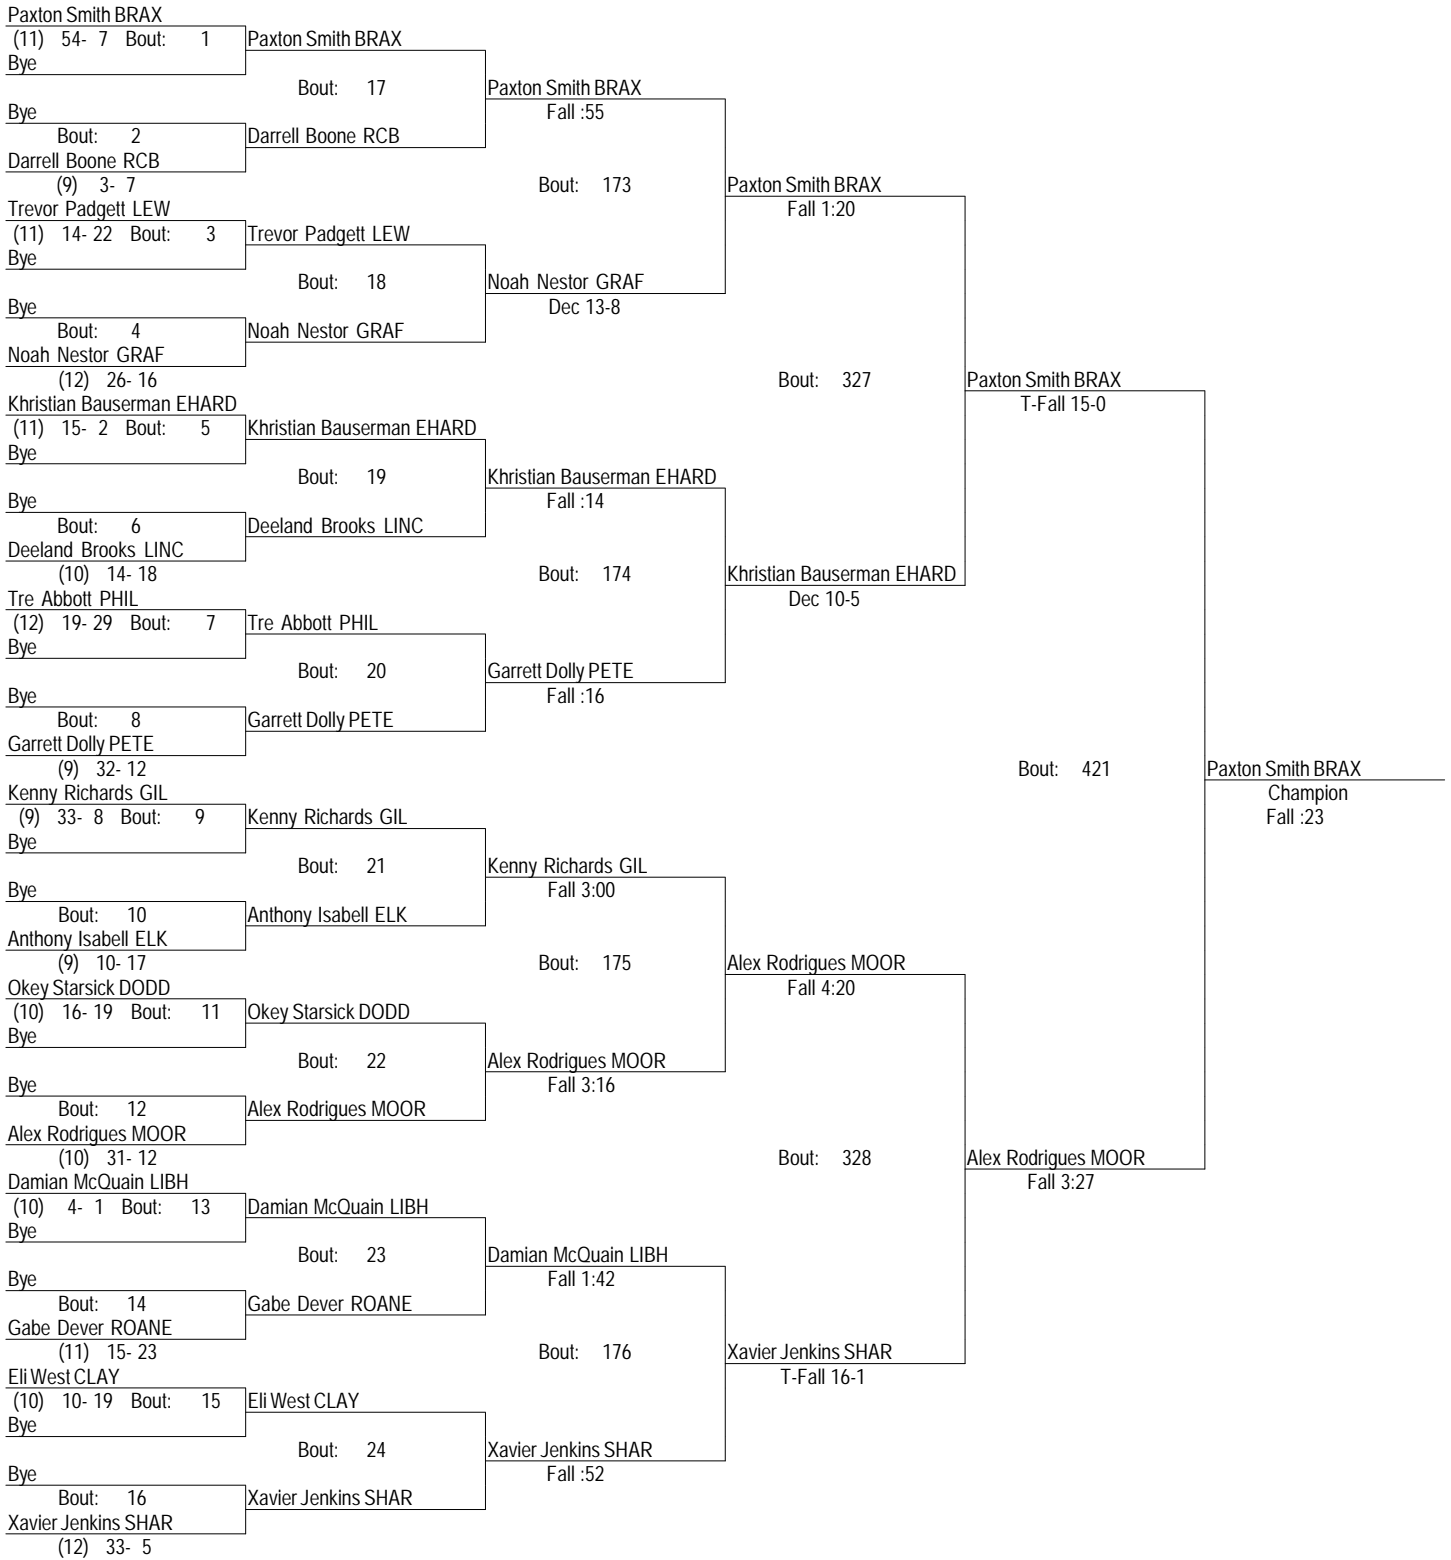 Paxton Smith BRAX
(11) 54- 7 Bout: 1 Paxton Smith BRAX
Bye
Bout: 17 Paxton Smith BRAX
Bye Fall :55
Bout: 2 Darrell Boone RCB
Darrell Boone RCB
(9) 3- 7 Bout: 173 Paxton Smith BRAX
Trevor Padgett LEW Fall 1:20
(11) 14- 22 Bout: 3 Trevor Padgett LEW
Bye
Bout: 18 Noah Nestor GRAF
Bye Dec 13-8
Bout: 4 Noah Nestor GRAF
Noah Nestor GRAF
(12) 26- 16 Bout: 327 Paxton Smith BRAX
Khristian Bauserman EHARD T-Fall 15-0
(11) 15- 2 Bout: 5 Khristian Bauserman EHARD
Bye
Bout: 19 Khristian Bauserman EHARD
Bye Fall :14
Bout: 6 Deeland Brooks LINC
Deeland Brooks LINC
(10) 14- 18 Bout: 174 Khristian Bauserman EHARD
Tre Abbott PHIL Dec 10-5
(12) 19- 29 Bout: 7 Tre Abbott PHIL
Bye
Bout: 20 Garrett Dolly PETE
Bye Fall :16
Bout: 8 Garrett Dolly PETE
Garrett Dolly PETE
(9) 32- 12 Bout: 421 Paxton Smith BRAX
Kenny Richards GIL Champion
(9) 33- 8 Bout: 9 Kenny Richards GIL Fall :23
Bye
Bout: 21 Kenny Richards GIL
Bye Fall 3:00
Bout: 10 Anthony Isabell ELK
Anthony Isabell ELK
(9) 10- 17 Bout: 175 Alex Rodrigues MOOR
Okey Starsick DODD Fall 4:20
(10) 16- 19 Bout: 11 Okey Starsick DODD
Bye
Bout: 22 Alex Rodrigues MOOR
Bye Fall 3:16
Bout: 12 Alex Rodrigues MOOR
Alex Rodrigues MOOR
(10) 31- 12 Bout: 328 Alex Rodrigues MOOR
Damian McQuain LIBH Fall 3:27
(10) 4- 1 Bout: 13 Damian McQuain LIBH
Bye
Bout: 23 Damian McQuain LIBH
Bye Fall 1:42
Bout: 14 Gabe Dever ROANE
Gabe Dever ROANE
(11) 15- 23 Bout: 176 Xavier Jenkins SHAR
Eli West CLAY T-Fall 16-1
(10) 10- 19 Bout: 15 Eli West CLAY
Bye
Bout: 24 Xavier Jenkins SHAR
Bye Fall :52
Bout: 16 Xavier Jenkins SHAR
Xavier Jenkins SHAR
(12) 33- 5